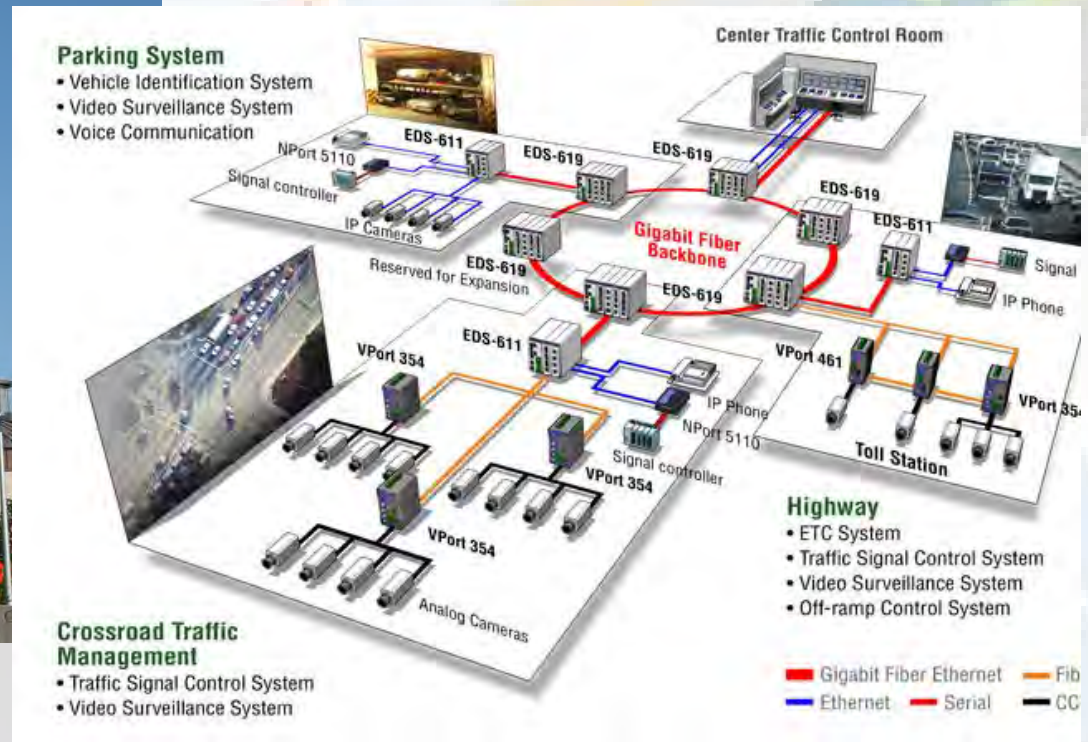 Parking System
• Vehicle Identification System
• Video Surveillance System
• Voice Communication
Center Traffic Control Room
EDS-611
EDS-619
EDS-619
EDS-619
EDS-611
NPort 5110
Signal controller
IP Cameras
Gigabit Fiber
Backbone
Signal
IP Phone
EDS-619
Reserved for Expansion
EDS-619
EDS-611
VPort 354
VPort 461
VPort 354
IP Phone
NPort 5110
Signal controller
VPort 354
Toll Station
VPort 354
Analog Cameras
Highway
• ETC System
• Traffic Signal Control System
• Video Surveillance System
• Off-ramp Control System
Crossroad Traffic
Management
• Traffic Signal Control System
• Video Surveillance System
Gigabit Fiber Ethernet
Fib
Ethernet
Serial
CC